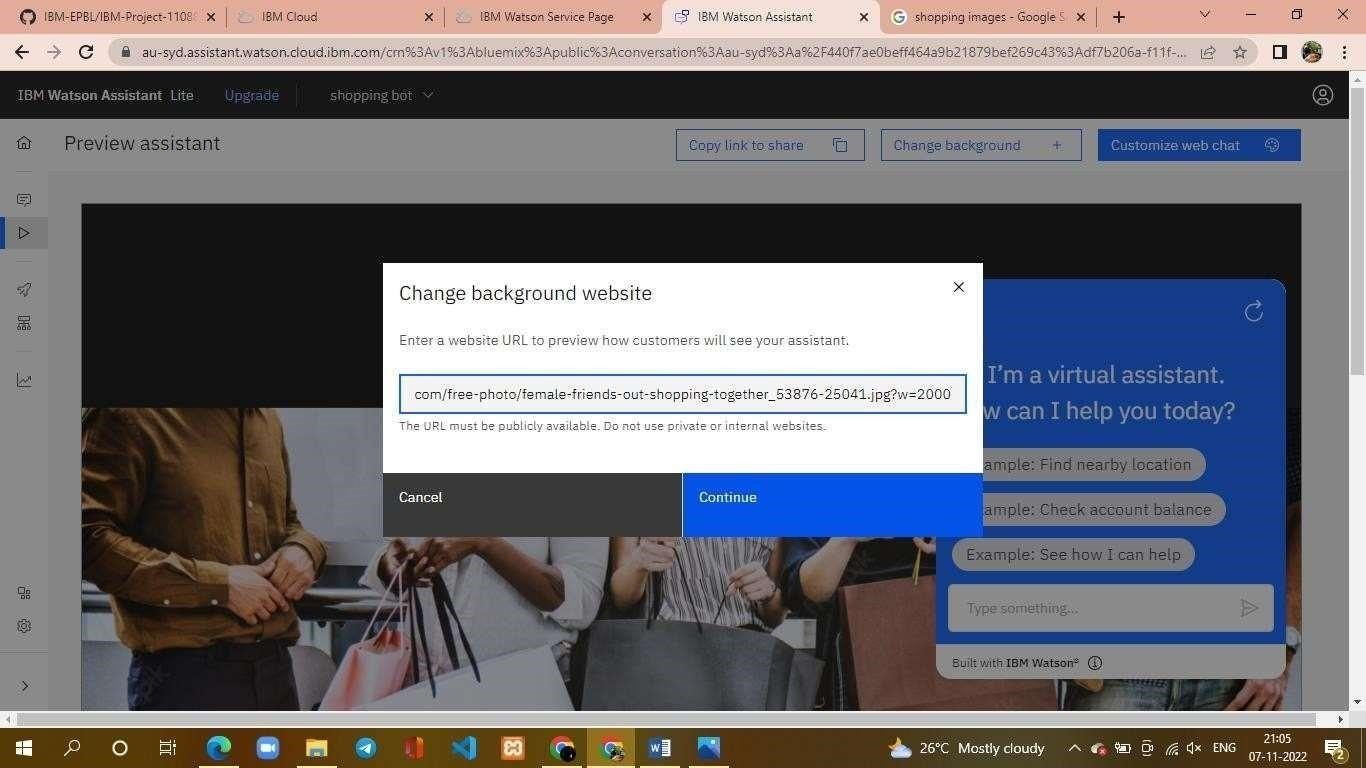 IBM-EPBL/IBM-Project-1108
IBM Cloud
IBM Watson Service Page
IBM Watson Assistant
shopping images - Google S
au-syd.assistant.watson.cloud.ibm.com/crn%3Av1%3Abluemix%3Apublic%3Aconversation%3Aau-syd%3Aa%2F440f7ae0beff464a9b21879bef269c43%3Adf7b206a-f11f-...
IBM Watson Assistant Lite
Upgrade
shopping bot
Preview assistant
Copy link to share
Change background +
Customize web chat
Change background website
Enter a website URL to preview how customers will see your assistant.
com/free-photo/female-friends-out-shopping-together_53876-25041.jpg?w=2000
The URL must be publicly available. Do not use private or internal websites.
Cancel
Continue
I'm a virtual assistant.
w can I help you today?
ample: Find nearby location
ample: Check account balance
Example: See how I can help
Type something...
Built with IBM Watson®
26°C Mostly cloudy
ENG
21:05
07-11-2022
2